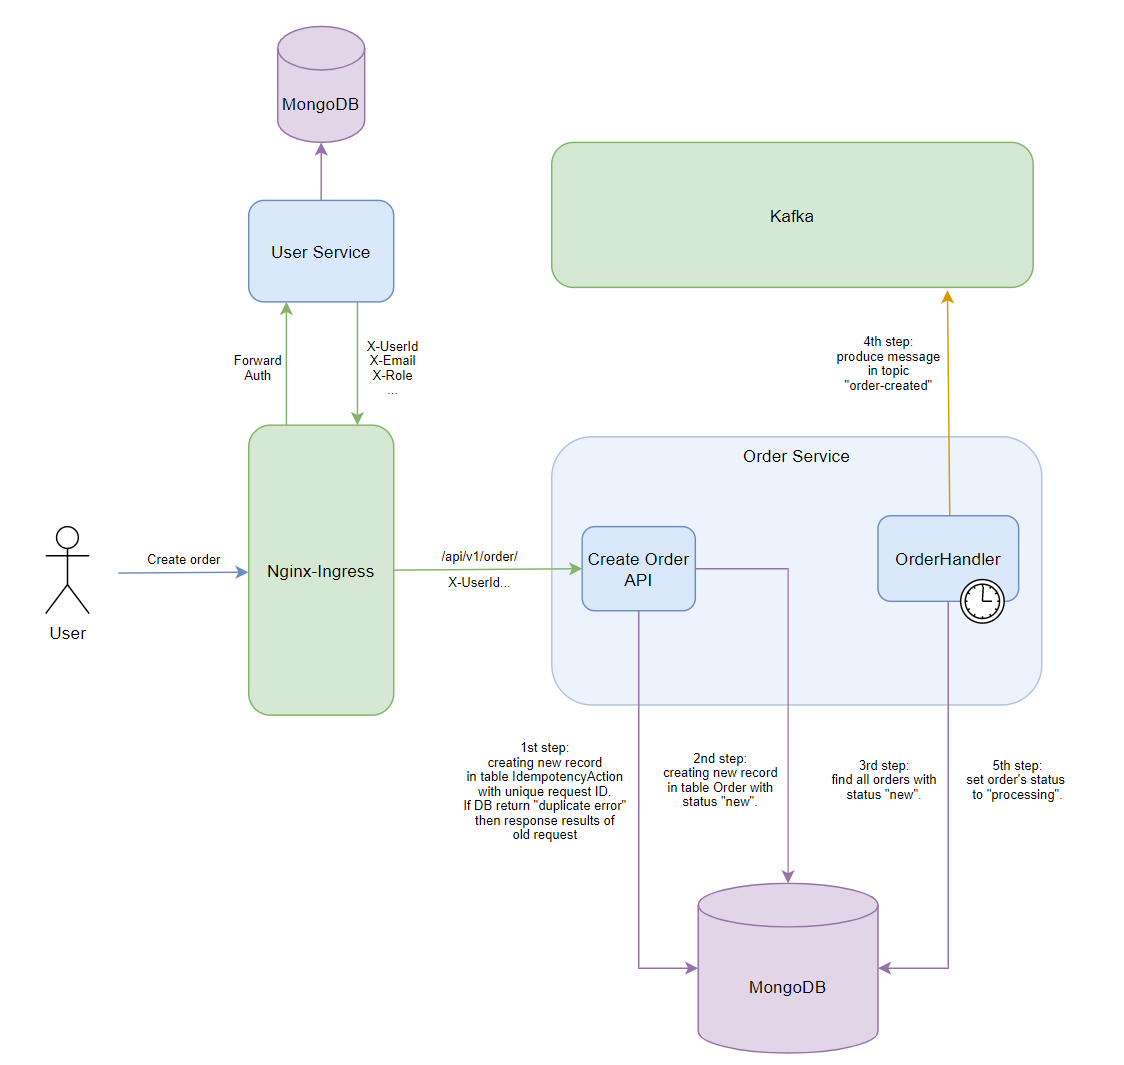 MongoDB
User Service
Kafka
Forward
Auth
X-UserId
X-Email
X-Role
...
4th step:
produce message
in topic
"order-created"
Order Service
Create order
Nginx-Ingress
/api/v1/order/
X-UserId...
Create Order
API
OrderHandler
User
1st step:
creating new record
in table IdempotencyAction
with unique request ID.
If DB return "duplicate error"
then response results of
old request
2nd step:
creating new record
in table Order with
status "new".
3rd step:
find all orders with
status "new".
5th step:
set order's status
to "processing".
MongoDB